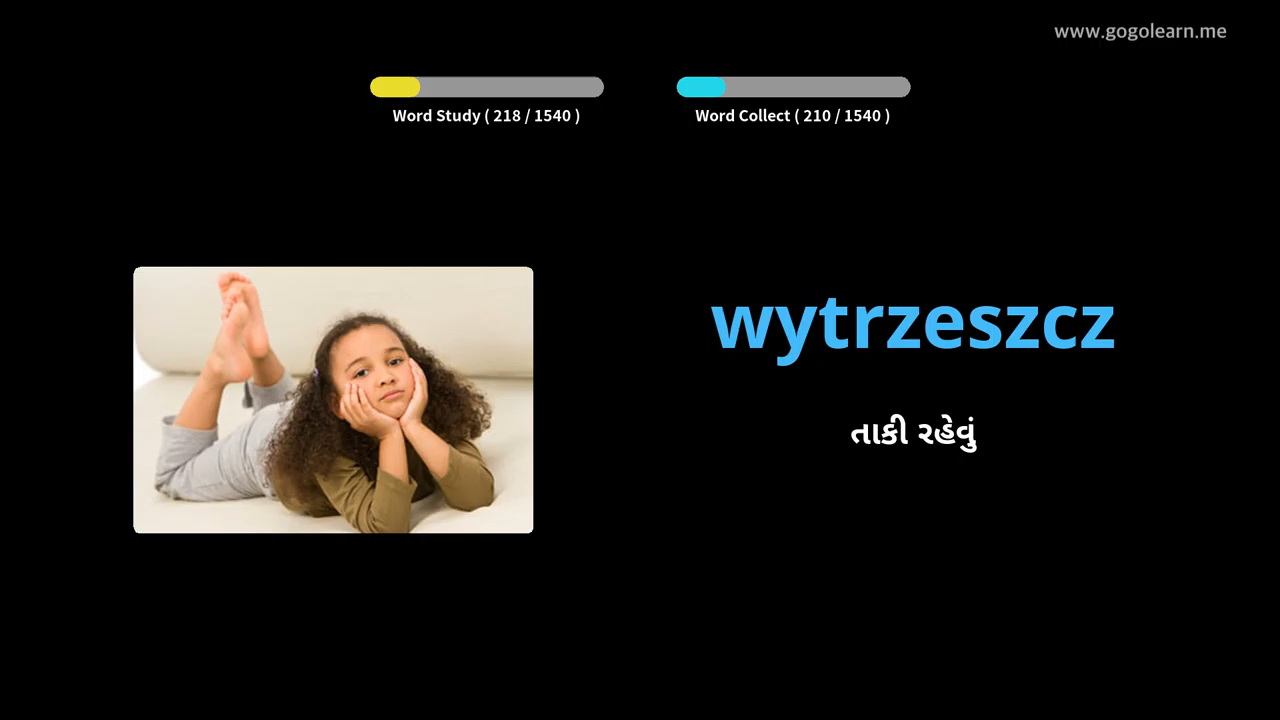 www.gogolearn.me
Word Study ( 218 / 1540 )
Word Collect ( 210 / 1540 )
wytrzeszcz
તાકી રહેવું